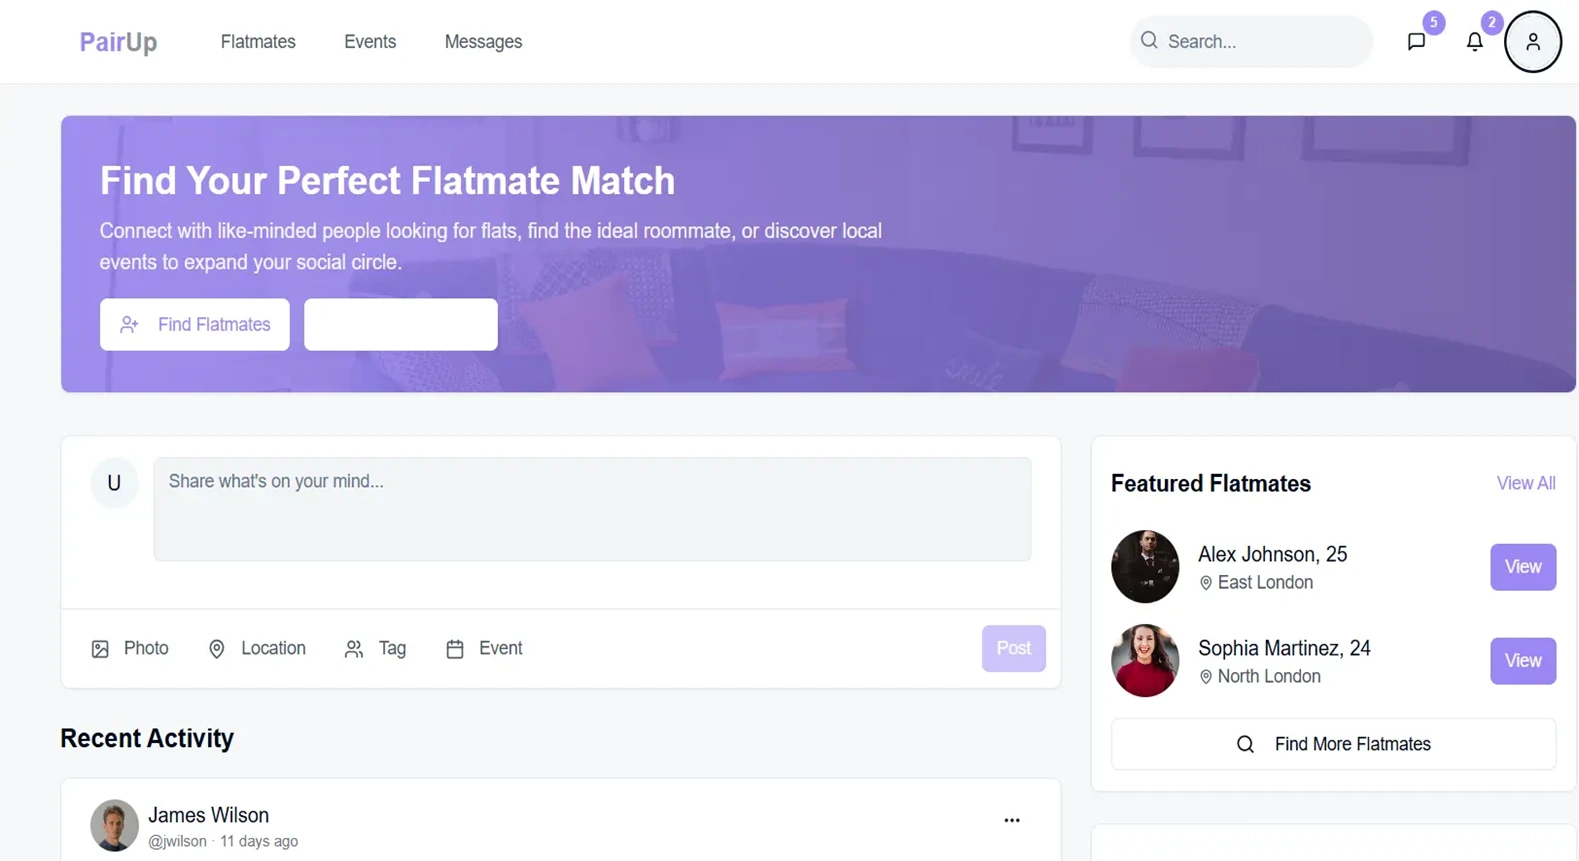 PairUp
Flatmates
Events
Messages
Search...
5
2
Find Your Perfect Flatmate Match
Connect with like-minded people looking for flats, find the ideal roommate, or discover local
events to expand your social circle.
Find Flatmates
U
Share what's on your mind...
Photo
Location
Tag
Event
Post
Recent Activity
James Wilson
@jwilson · 11 days ago
Featured Flatmates
View All
Alex Johnson, 25
East London
View
Sophia Martinez, 24
North London
View
Find More Flatmates